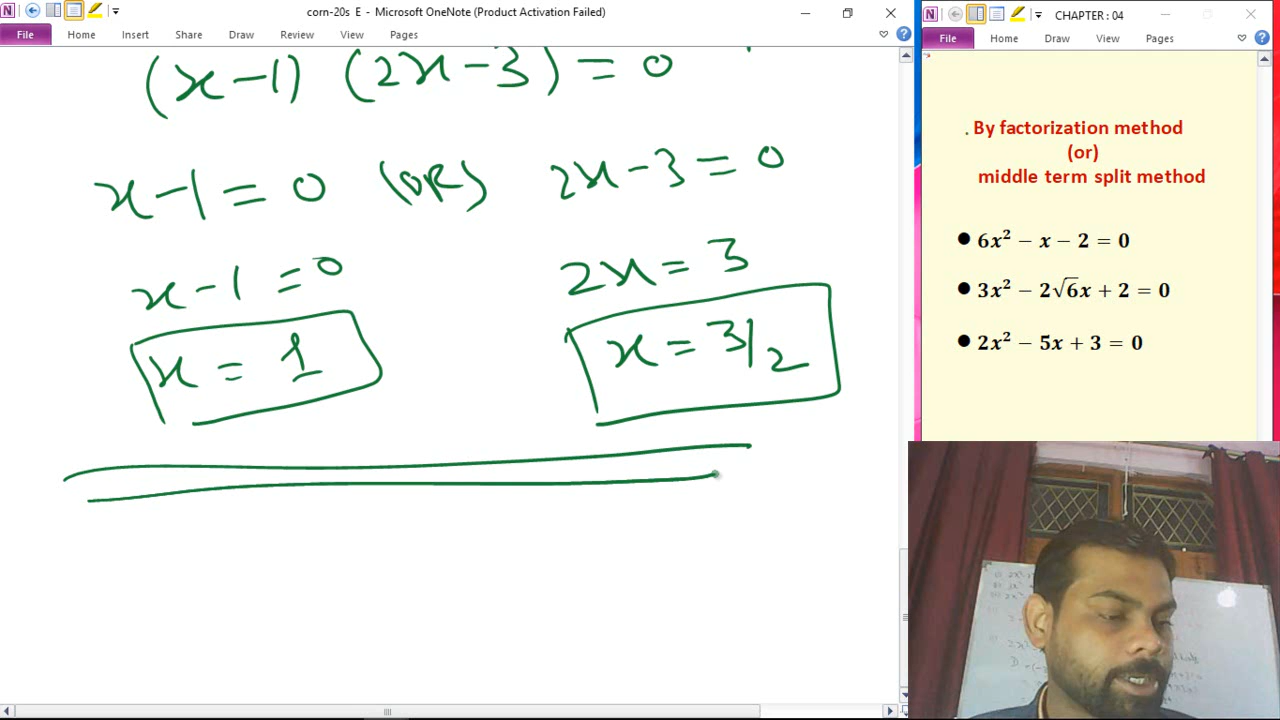 corn-20s E - Microsoft OneNote (Product Activation Failed)
File Home Insert Share Draw Review View Pages
(x-1) (2x-3) = 0
x-1 = 0 (OR) 2x-3 = 0
x-1 = 0 2x = 3
x = 1 x = 3/2
CHAPTER : 04
File Home Draw View Pages
. By factorization method
(or)
middle term split method
● 6x² − x − 2 = 0
● 3x² − 2√6x + 2 = 0
● 2x² − 5x + 3 = 0